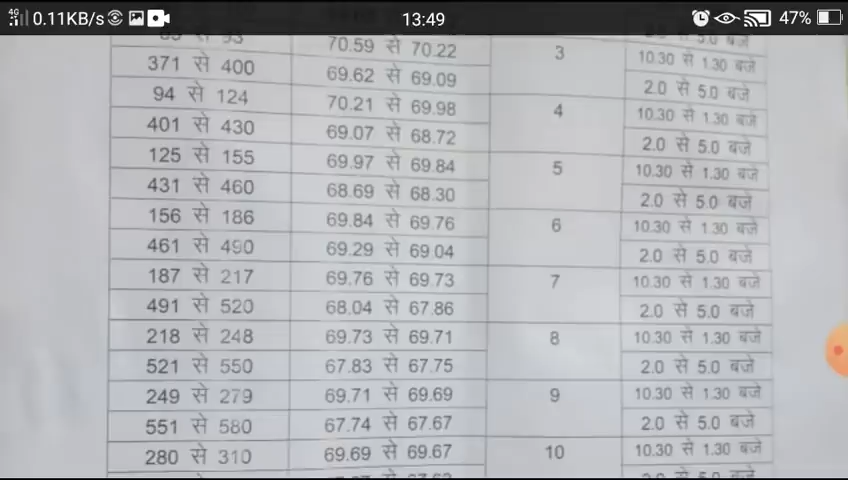 4G 0.11KB/s 13:49 47%
70.59 से 70.22 3
371 से 400 69.62 से 69.09 10.30 से 1.30 बजे
94 से 124 70.21 से 69.98 4 2.0 से 5.0 बजे
401 से 430 69.07 से 68.72 10.30 से 1.30 बजे
125 से 155 69.97 से 69.84 5 2.0 से 5.0 बजे
431 से 460 68.69 से 68.30 10.30 से 1.30 बजे
156 से 186 69.84 से 69.76 6 2.0 से 5.0 बजे
461 से 490 69.29 से 69.04 10.30 से 1.30 बजे
187 से 217 69.76 से 69.73 7 2.0 से 5.0 बजे
491 से 520 68.04 से 67.86 10.30 से 1.30 बजे
218 से 248 69.73 से 69.71 8 2.0 से 5.0 बजे
521 से 550 67.83 से 67.75 10.30 से 1.30 बजे
249 से 279 69.71 से 69.69 9 2.0 से 5.0 बजे
551 से 580 67.74 से 67.67 10.30 से 1.30 बजे
280 से 310 69.69 से 69.67 10 2.0 से 5.0 बजे
10.30 से 1.30 बजे